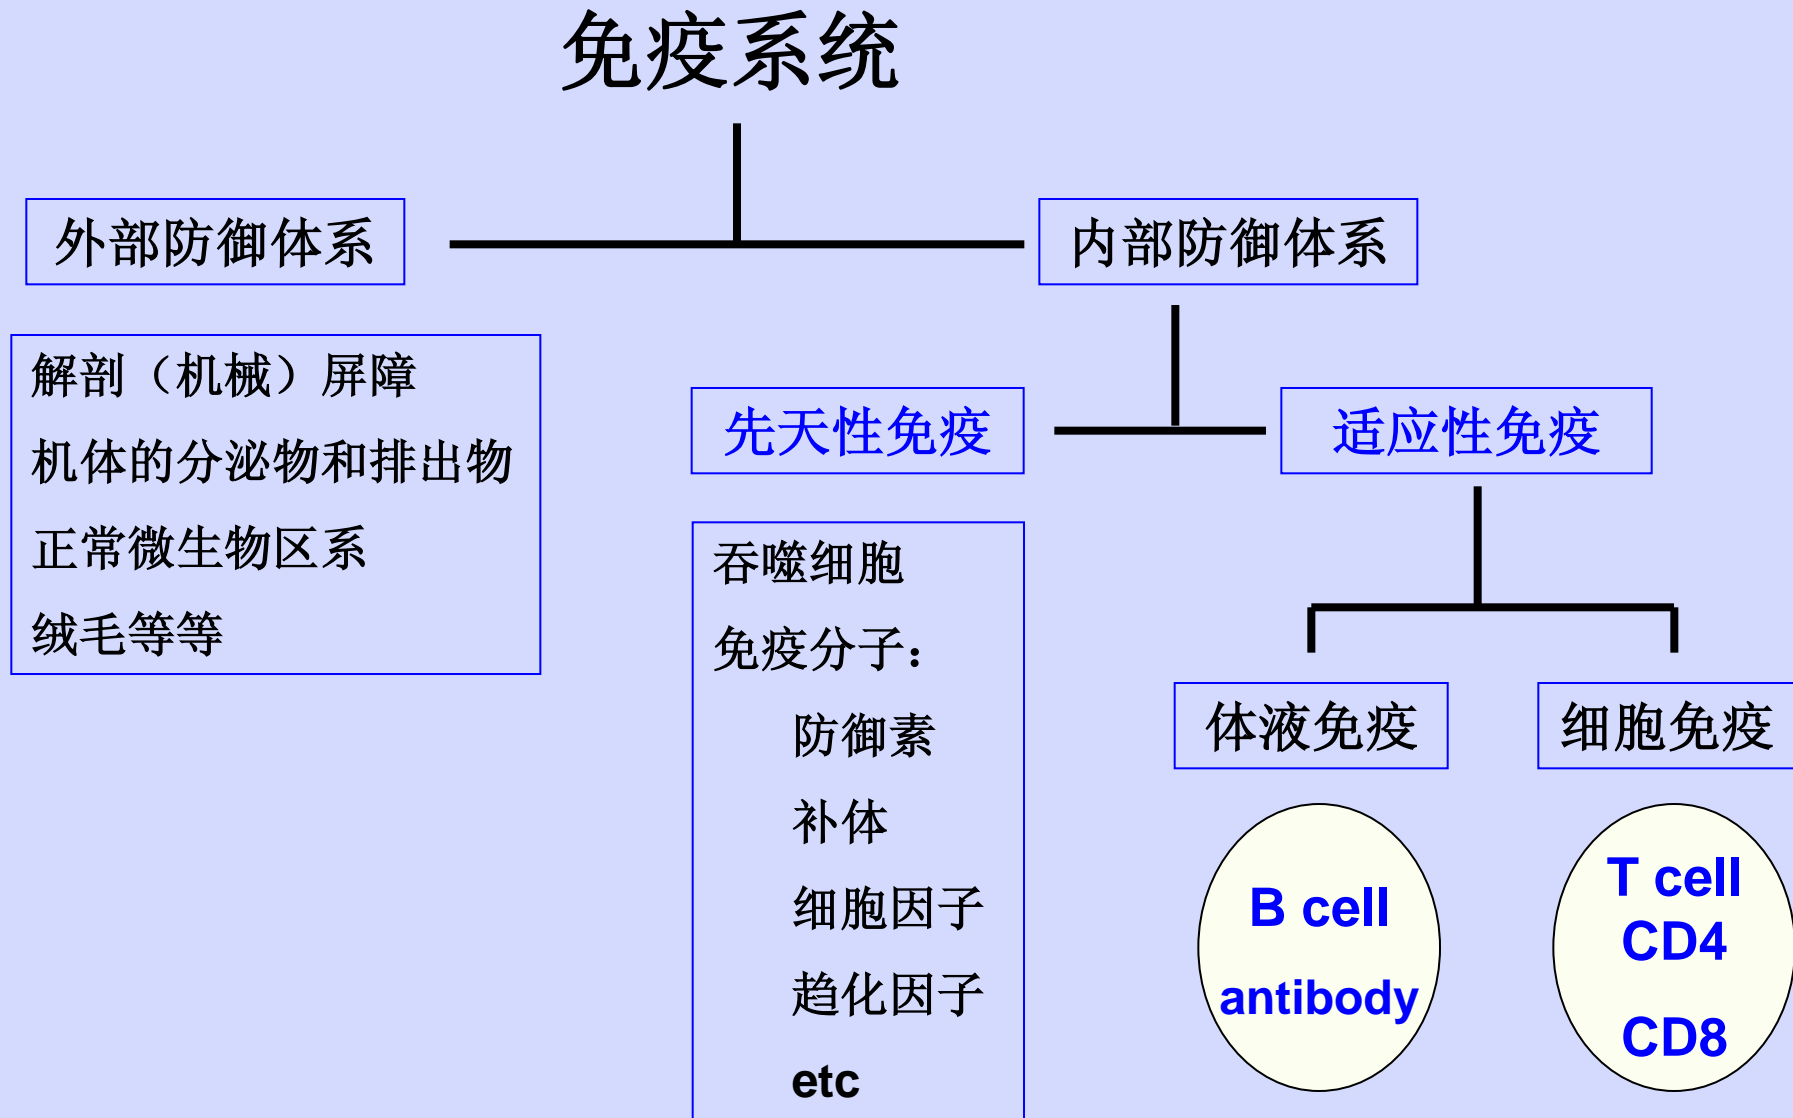 免疫系统
外部防御体系
内部防御体系
解剖（机械）屏障
机体的分泌物和排出物
正常微生物区系
绒毛等等
先天性免疫
适应性免疫
吞噬细胞
免疫分子：
防御素
补体
细胞因子
趋化因子
etc
体液免疫
细胞免疫
B cell
antibody
T cell
CD4
CD8